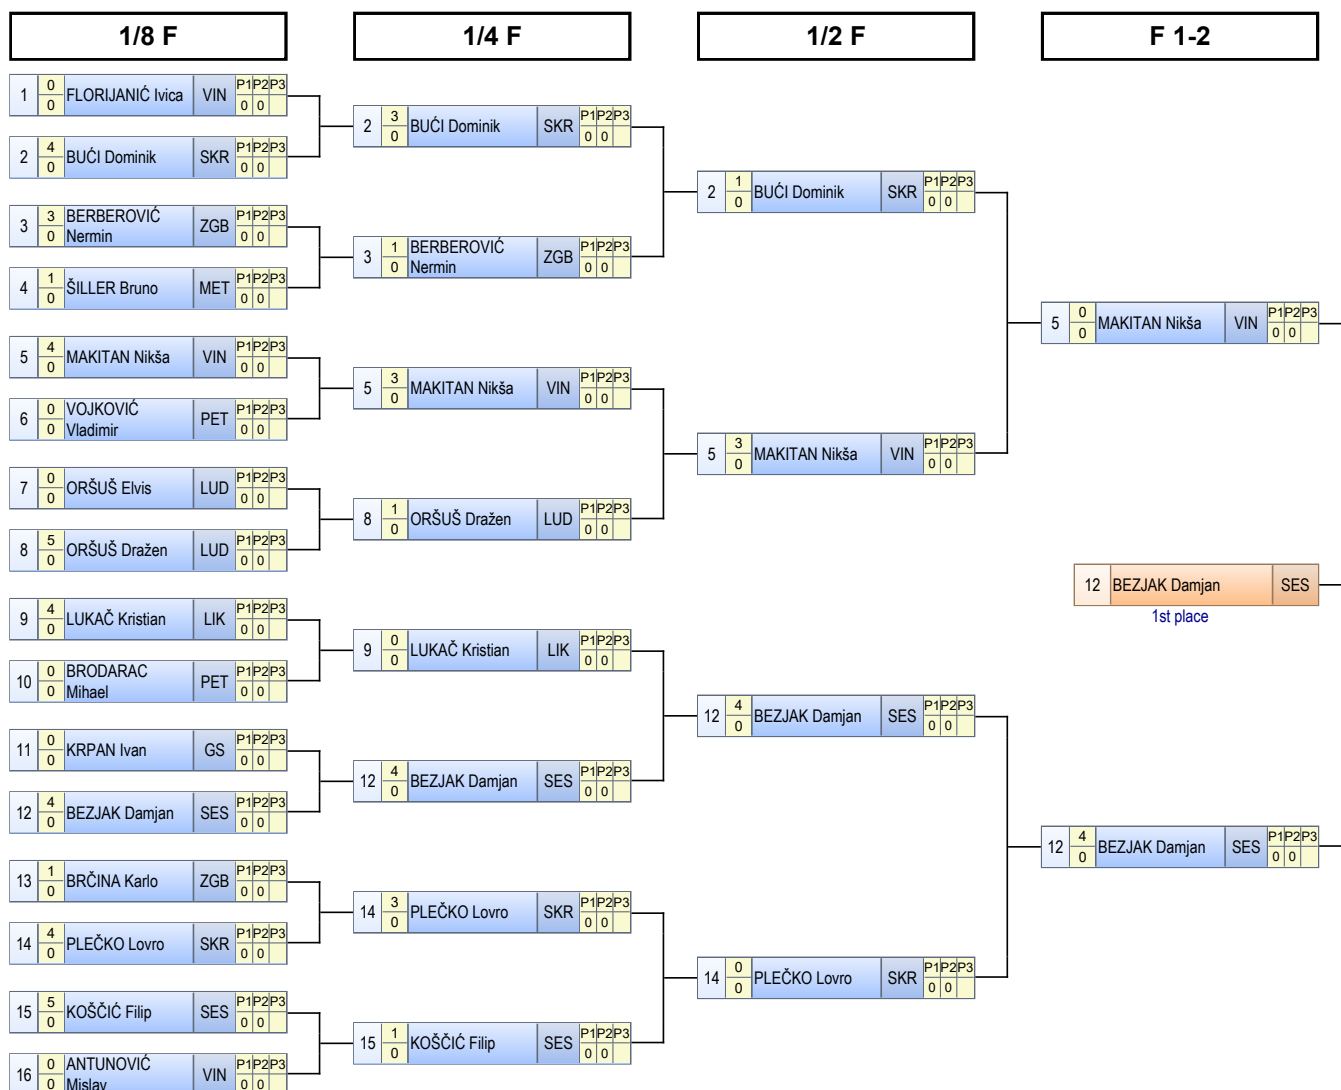 1/8 F
1/4 F
1/2 F
F 1-2
1 0 0 FLORIJANIĆ Ivica VIN P1 P2 P3 0 0
2 4 0 BUĆI Dominik SKR P1 P2 P3 0 0
3 3 0 BERBEROVIĆ Nermin ZGB P1 P2 P3 0 0
4 1 0 ŠILLER Bruno MET P1 P2 P3 0 0
5 4 0 MAKITAN Nikša VIN P1 P2 P3 0 0
6 0 0 VOJKOVIĆ Vladimir PET P1 P2 P3 0 0
7 0 0 ORŠUŠ Elvis LUD P1 P2 P3 0 0
8 5 0 ORŠUŠ Dražen LUD P1 P2 P3 0 0
9 4 0 LUKAČ Kristian LIK P1 P2 P3 0 0
10 0 0 BRODARAC Mihael PET P1 P2 P3 0 0
11 0 0 KRPAN Ivan GS P1 P2 P3 0 0
12 4 0 BEZJAK Damjan SES P1 P2 P3 0 0
13 1 0 BRČINA Karlo ZGB P1 P2 P3 0 0
14 4 0 PLEČKO Lovro SKR P1 P2 P3 0 0
15 5 0 KOŠČIĆ Filip SES P1 P2 P3 0 0
16 0 0 ANTUNOVIĆ Mislav VIN P1 P2 P3 0 0
2 3 0 BUĆI Dominik SKR P1 P2 P3 0 0
3 1 0 BERBEROVIĆ Nermin ZGB P1 P2 P3 0 0
5 3 0 MAKITAN Nikša VIN P1 P2 P3 0 0
8 1 0 ORŠUŠ Dražen LUD P1 P2 P3 0 0
9 0 0 LUKAČ Kristian LIK P1 P2 P3 0 0
12 4 0 BEZJAK Damjan SES P1 P2 P3 0 0
14 3 0 PLEČKO Lovro SKR P1 P2 P3 0 0
15 1 0 KOŠČIĆ Filip SES P1 P2 P3 0 0
2 1 0 BUĆI Dominik SKR P1 P2 P3 0 0
5 3 0 MAKITAN Nikša VIN P1 P2 P3 0 0
12 4 0 BEZJAK Damjan SES P1 P2 P3 0 0
14 0 0 PLEČKO Lovro SKR P1 P2 P3 0 0
5 0 0 MAKITAN Nikša VIN P1 P2 P3 0 0
12 BEZJAK Damjan SES
1st place
12 4 0 BEZJAK Damjan SES P1 P2 P3 0 0